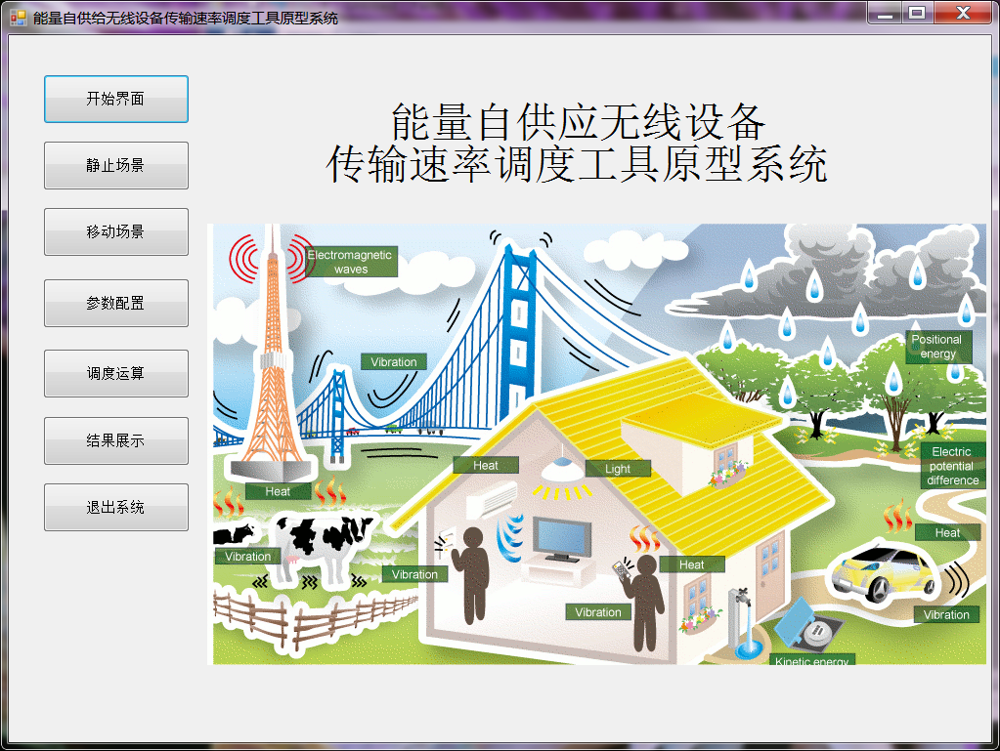 能量自供给无线设备传输速率调度工具原型系统
开始界面
静止场景
移动场景
参数配置
调度运算
结果展示
退出系统
能量自供应无线设备
传输速率调度工具原型系统
Electromagnetic
waves
Vibration
Positional
energy
Heat
Light
Electric
potential
difference
Heat
Heat
Vibration
Vibration
Heat
Vibration
Vibration
Kinetic energy